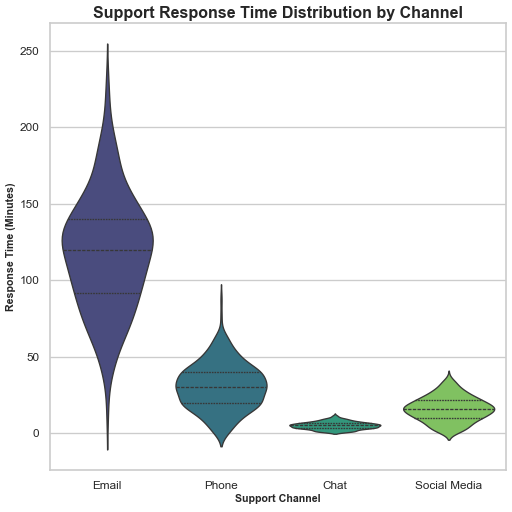 Support Response Time Distribution by Channel
Response Time (Minutes)
250
200
150
100
50
0
Email
Phone
Chat
Social Media
Support Channel